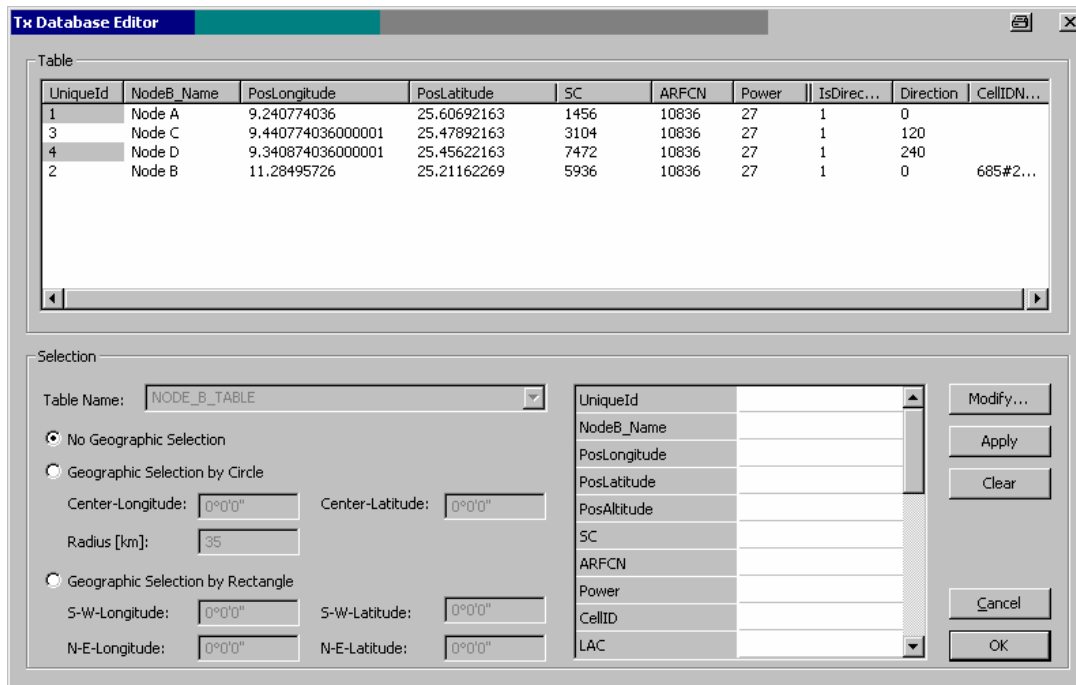 Tx Database Editor
Table
UniqueId NodeB_Name PosLongitude PosLatitude SC ARFCN Power IsDirec... Direction CellIDN...
1 Node A 9.240774036 25.60692163 1456 10836 27 1 0
3 Node C 9.440774036000001 25.47892163 3104 10836 27 1 120
4 Node D 9.340874036000001 25.45622163 7472 10836 27 1 240
2 Node B 11.28495726 25.21162269 5936 10836 27 1 0 685#2...
Selection
Table Name: NODE_B_TABLE
No Geographic Selection
Geographic Selection by Circle
Center-Longitude: 0°0'0" Center-Latitude: 0°0'0"
Radius [km]: 35
Geographic Selection by Rectangle
S-W-Longitude: 0°0'0" S-W-Latitude: 0°0'0"
N-E-Longitude: 0°0'0" N-E-Latitude: 0°0'0"
UniqueId
NodeB_Name
PosLongitude
PosLatitude
PosAltitude
SC
ARFCN
Power
CellID
LAC
Modify...
Apply
Clear
Cancel
OK